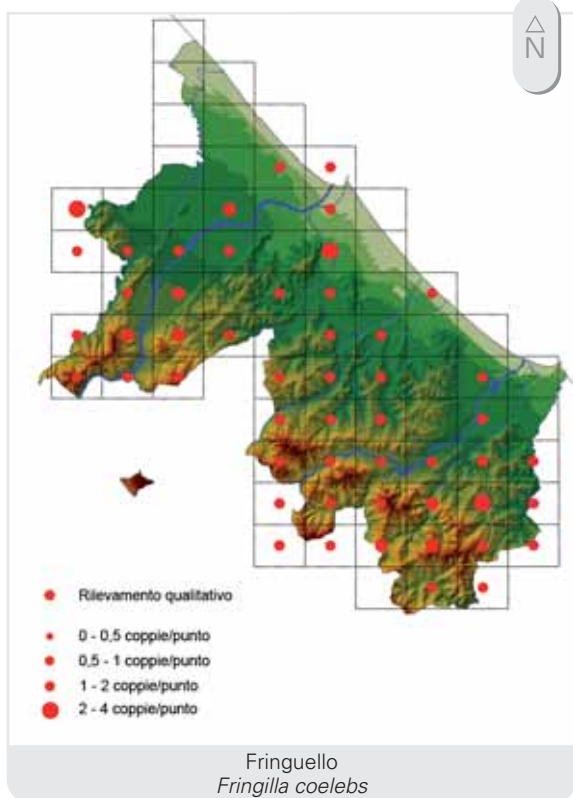 N
Rilevamento qualitativo
0 - 0,5 coppie/punto
0,5 - 1 coppie/punto
1 - 2 coppie/punto
2 - 4 coppie/punto
Fringuello
Fringilla coelebs